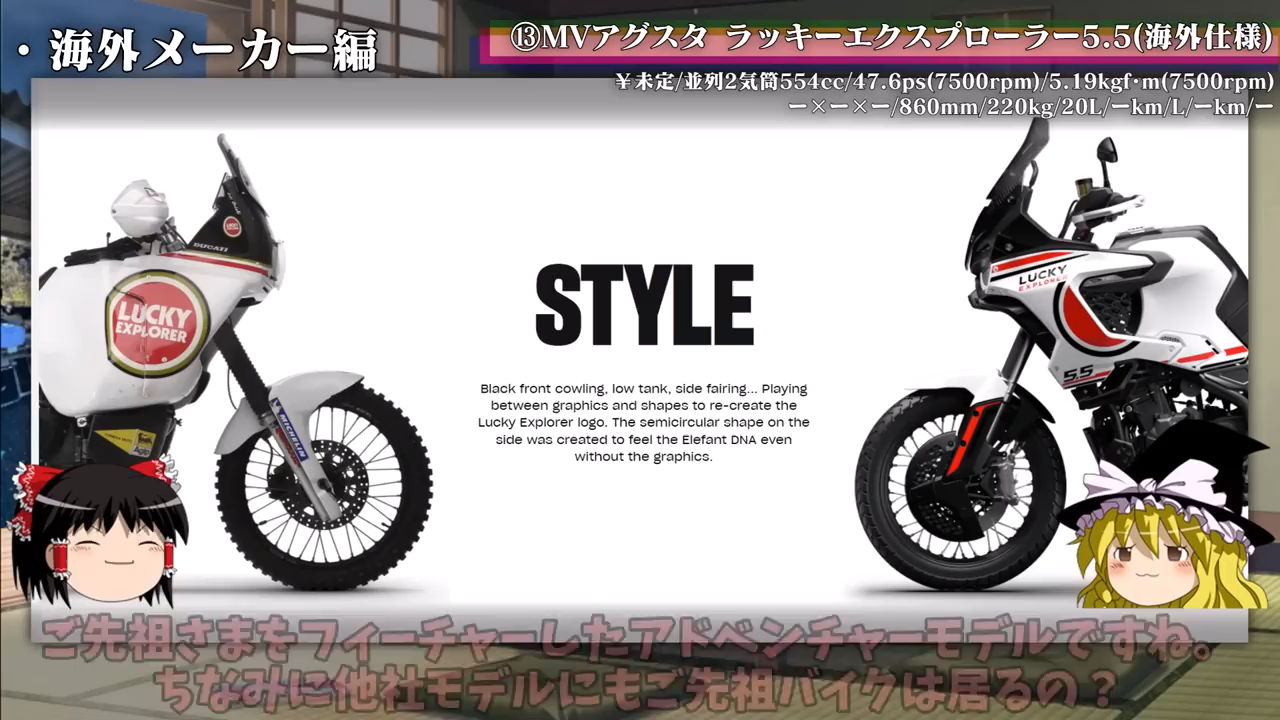 ・海外メーカー編
⑬MVアグスタ ラッキーエクスプローラー5.5(海外仕様)
￥未定/並列2気筒554cc/47.6ps(7500rpm)/5.19kgf･m(7500rpm)
ー×ー×ー/860mm/220kg/20L/ーkm/L/ーkm/ー
DUCATI
LUCKY
EXPLORER
MICHELIN
Agip
STYLE
Black front cowling, low tank, side fairing... Playing
between graphics and shapes to re-create the
Lucky Explorer logo. The semicircular shape on the
side was created to feel the Elefant DNA even
without the graphics.
LUCKY
EXPLORER
5.5
ご先祖さまをフィーチャーしたアドベンチャーモデルですね。
ちなみに他社モデルにもご先祖バイクは居るの？